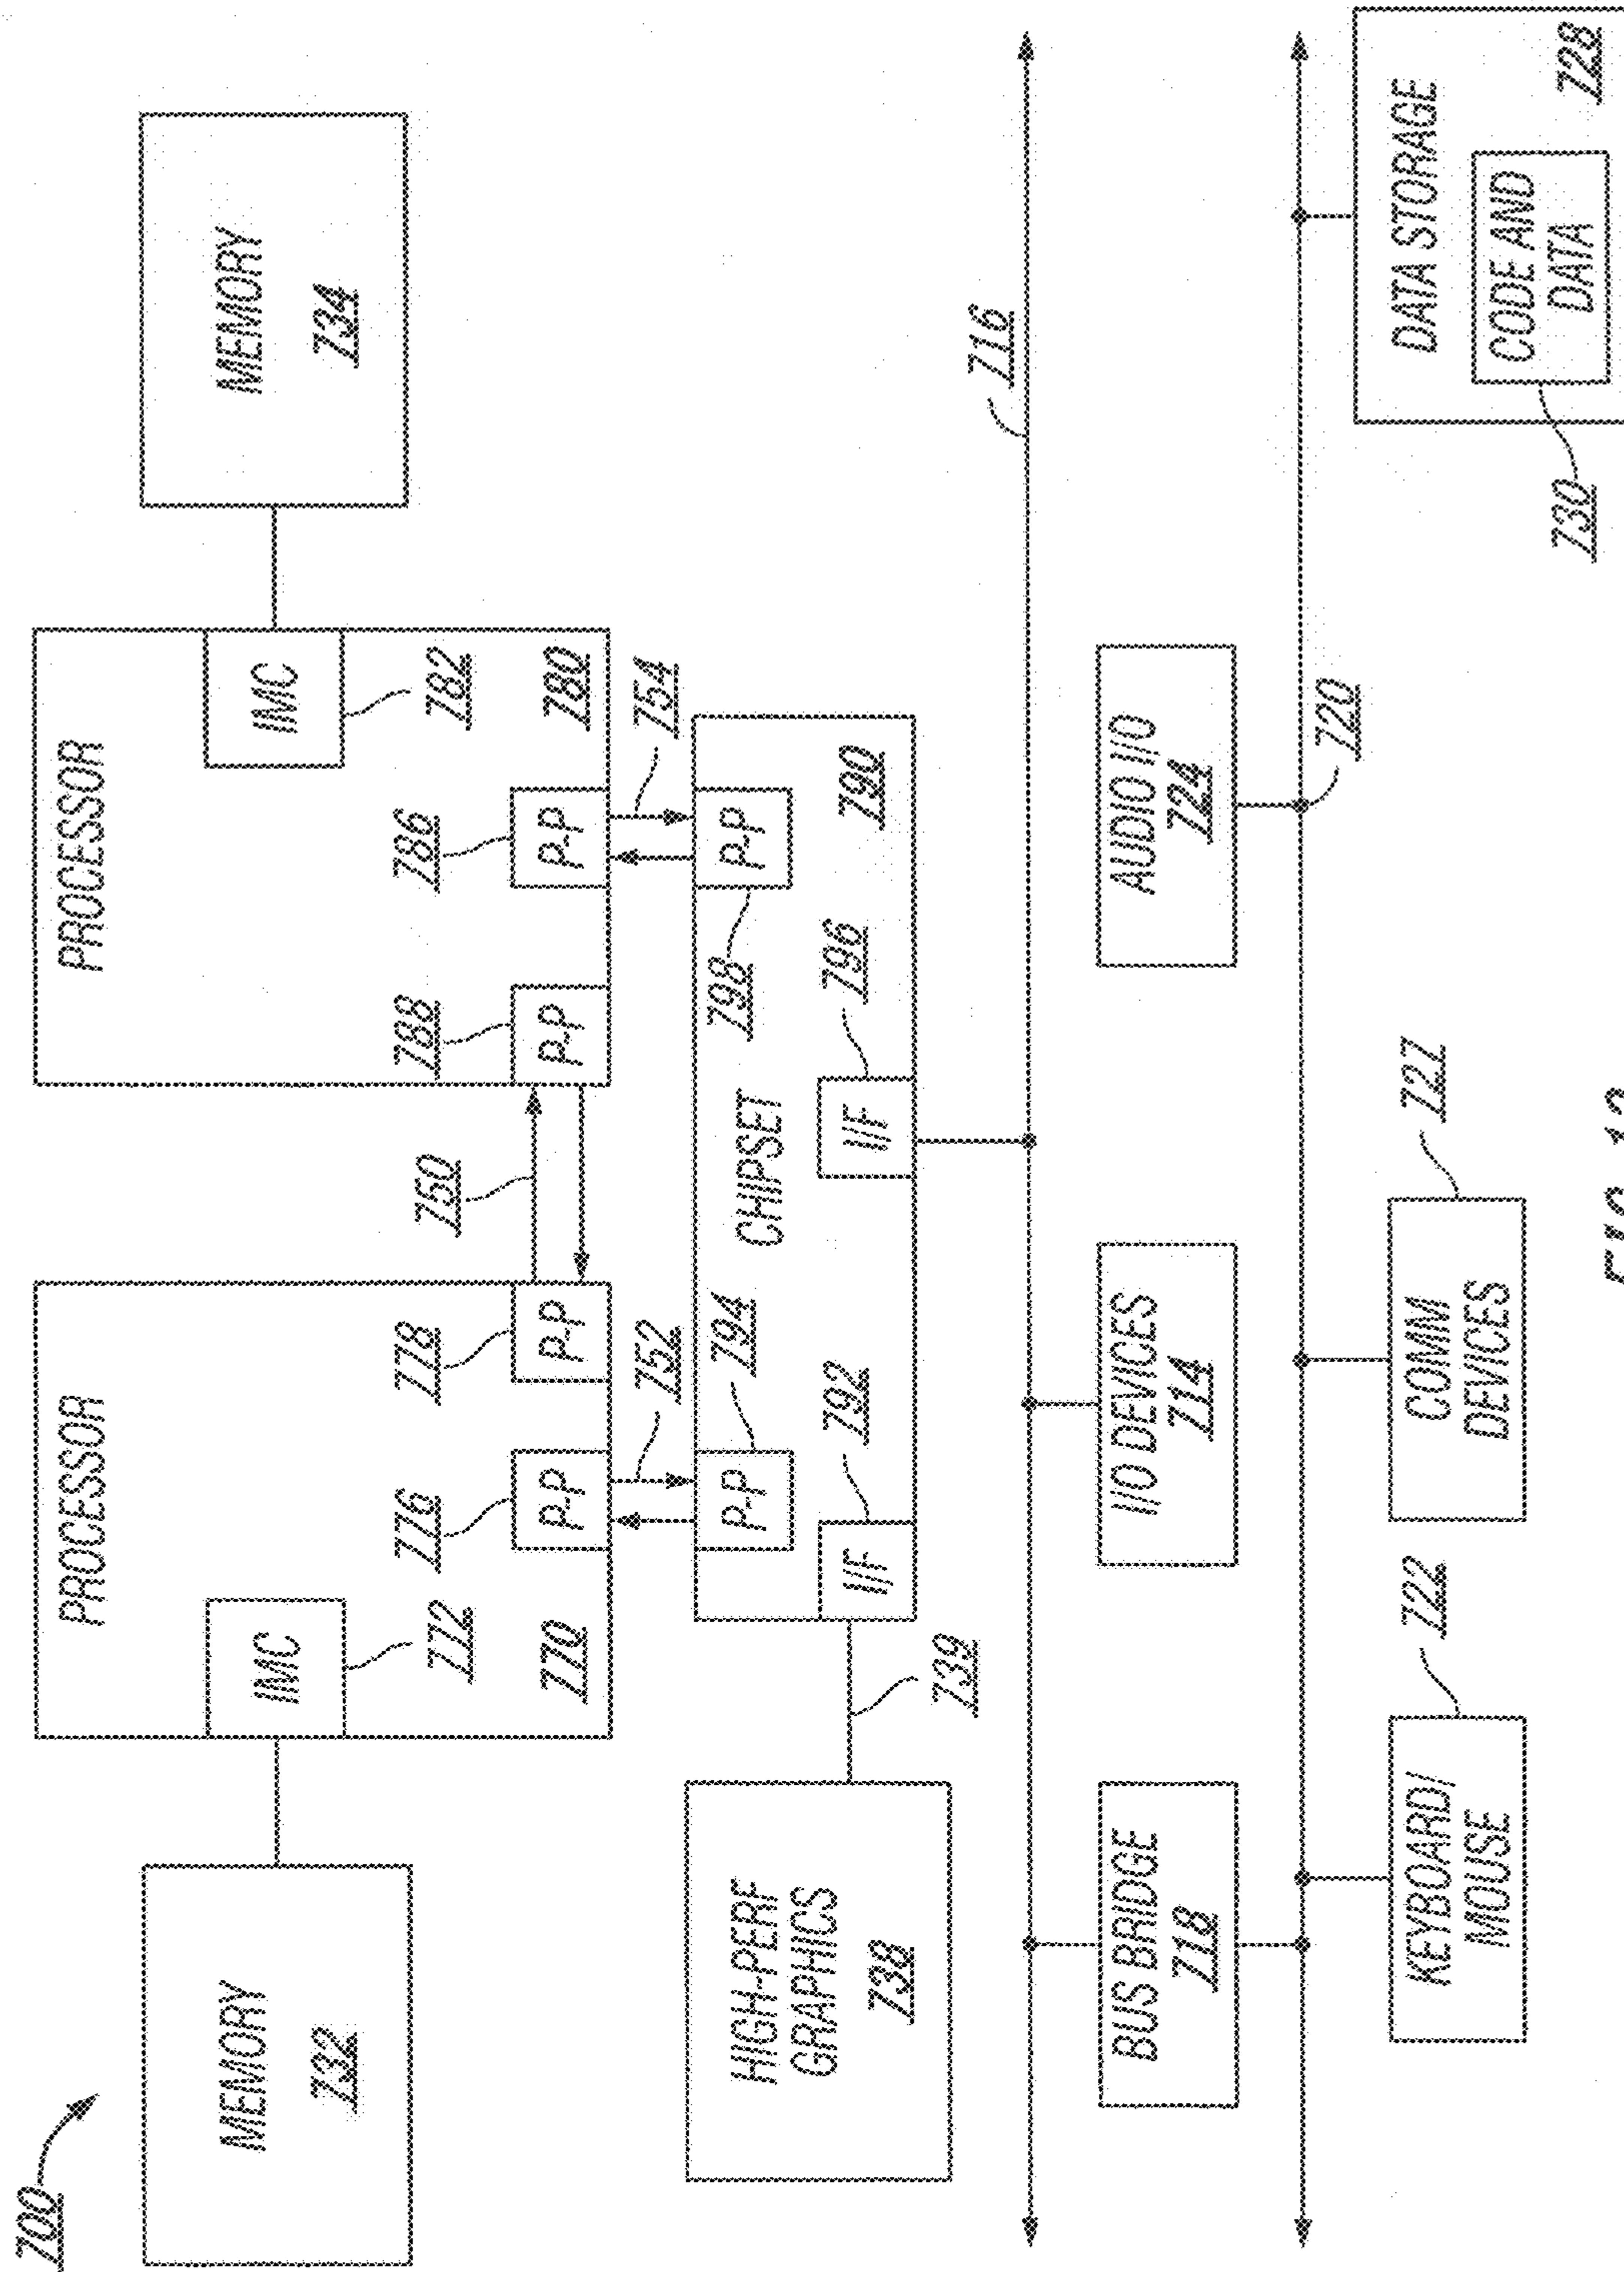 700
MEMORY
732
PROCESSOR
IMC
772
770
776
P-P
778
P-P
750
PROCESSOR
788
P-P
786
P-P
IMC
782
780
MEMORY
734
752
754
HIGH-PERF
GRAPHICS
738
739
P-P
794
I/F
792
CHIPSET
I/F
796
798
P-P
790
716
BUS BRIDGE
718
I/O DEVICES
714
AUDIO I/O
724
720
KEYBOARD/
MOUSE
722
COMM
DEVICES
727
DATA STORAGE
CODE AND
DATA
730
728